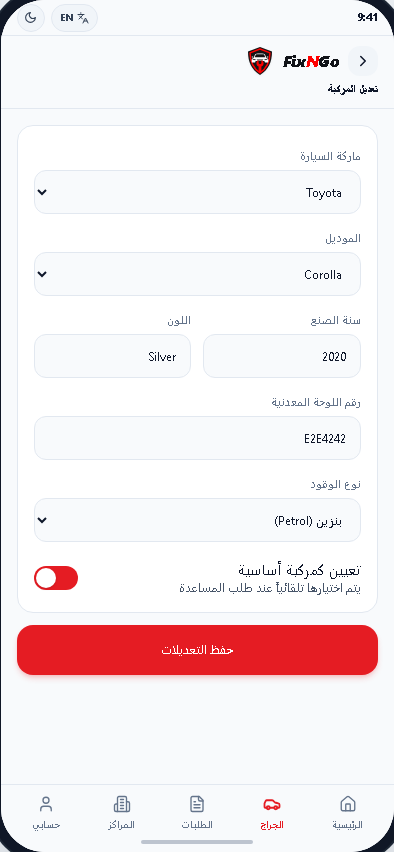 9:41
EN
FixNGo
تعديل المركبة
ماركة السيارة
Toyota
الموديل
Corolla
سنة الصنع
اللون
2020
Silver
رقم اللوحة المعدنية
E2E4242
نوع الوقود
بنزين (Petrol)
تعيين كمركبة أساسية
يتم اختيارها تلقائياً عند طلب المساعدة
حفظ التعديلات
الرئيسية
الجراج
الطلبات
المراكز
حسابي